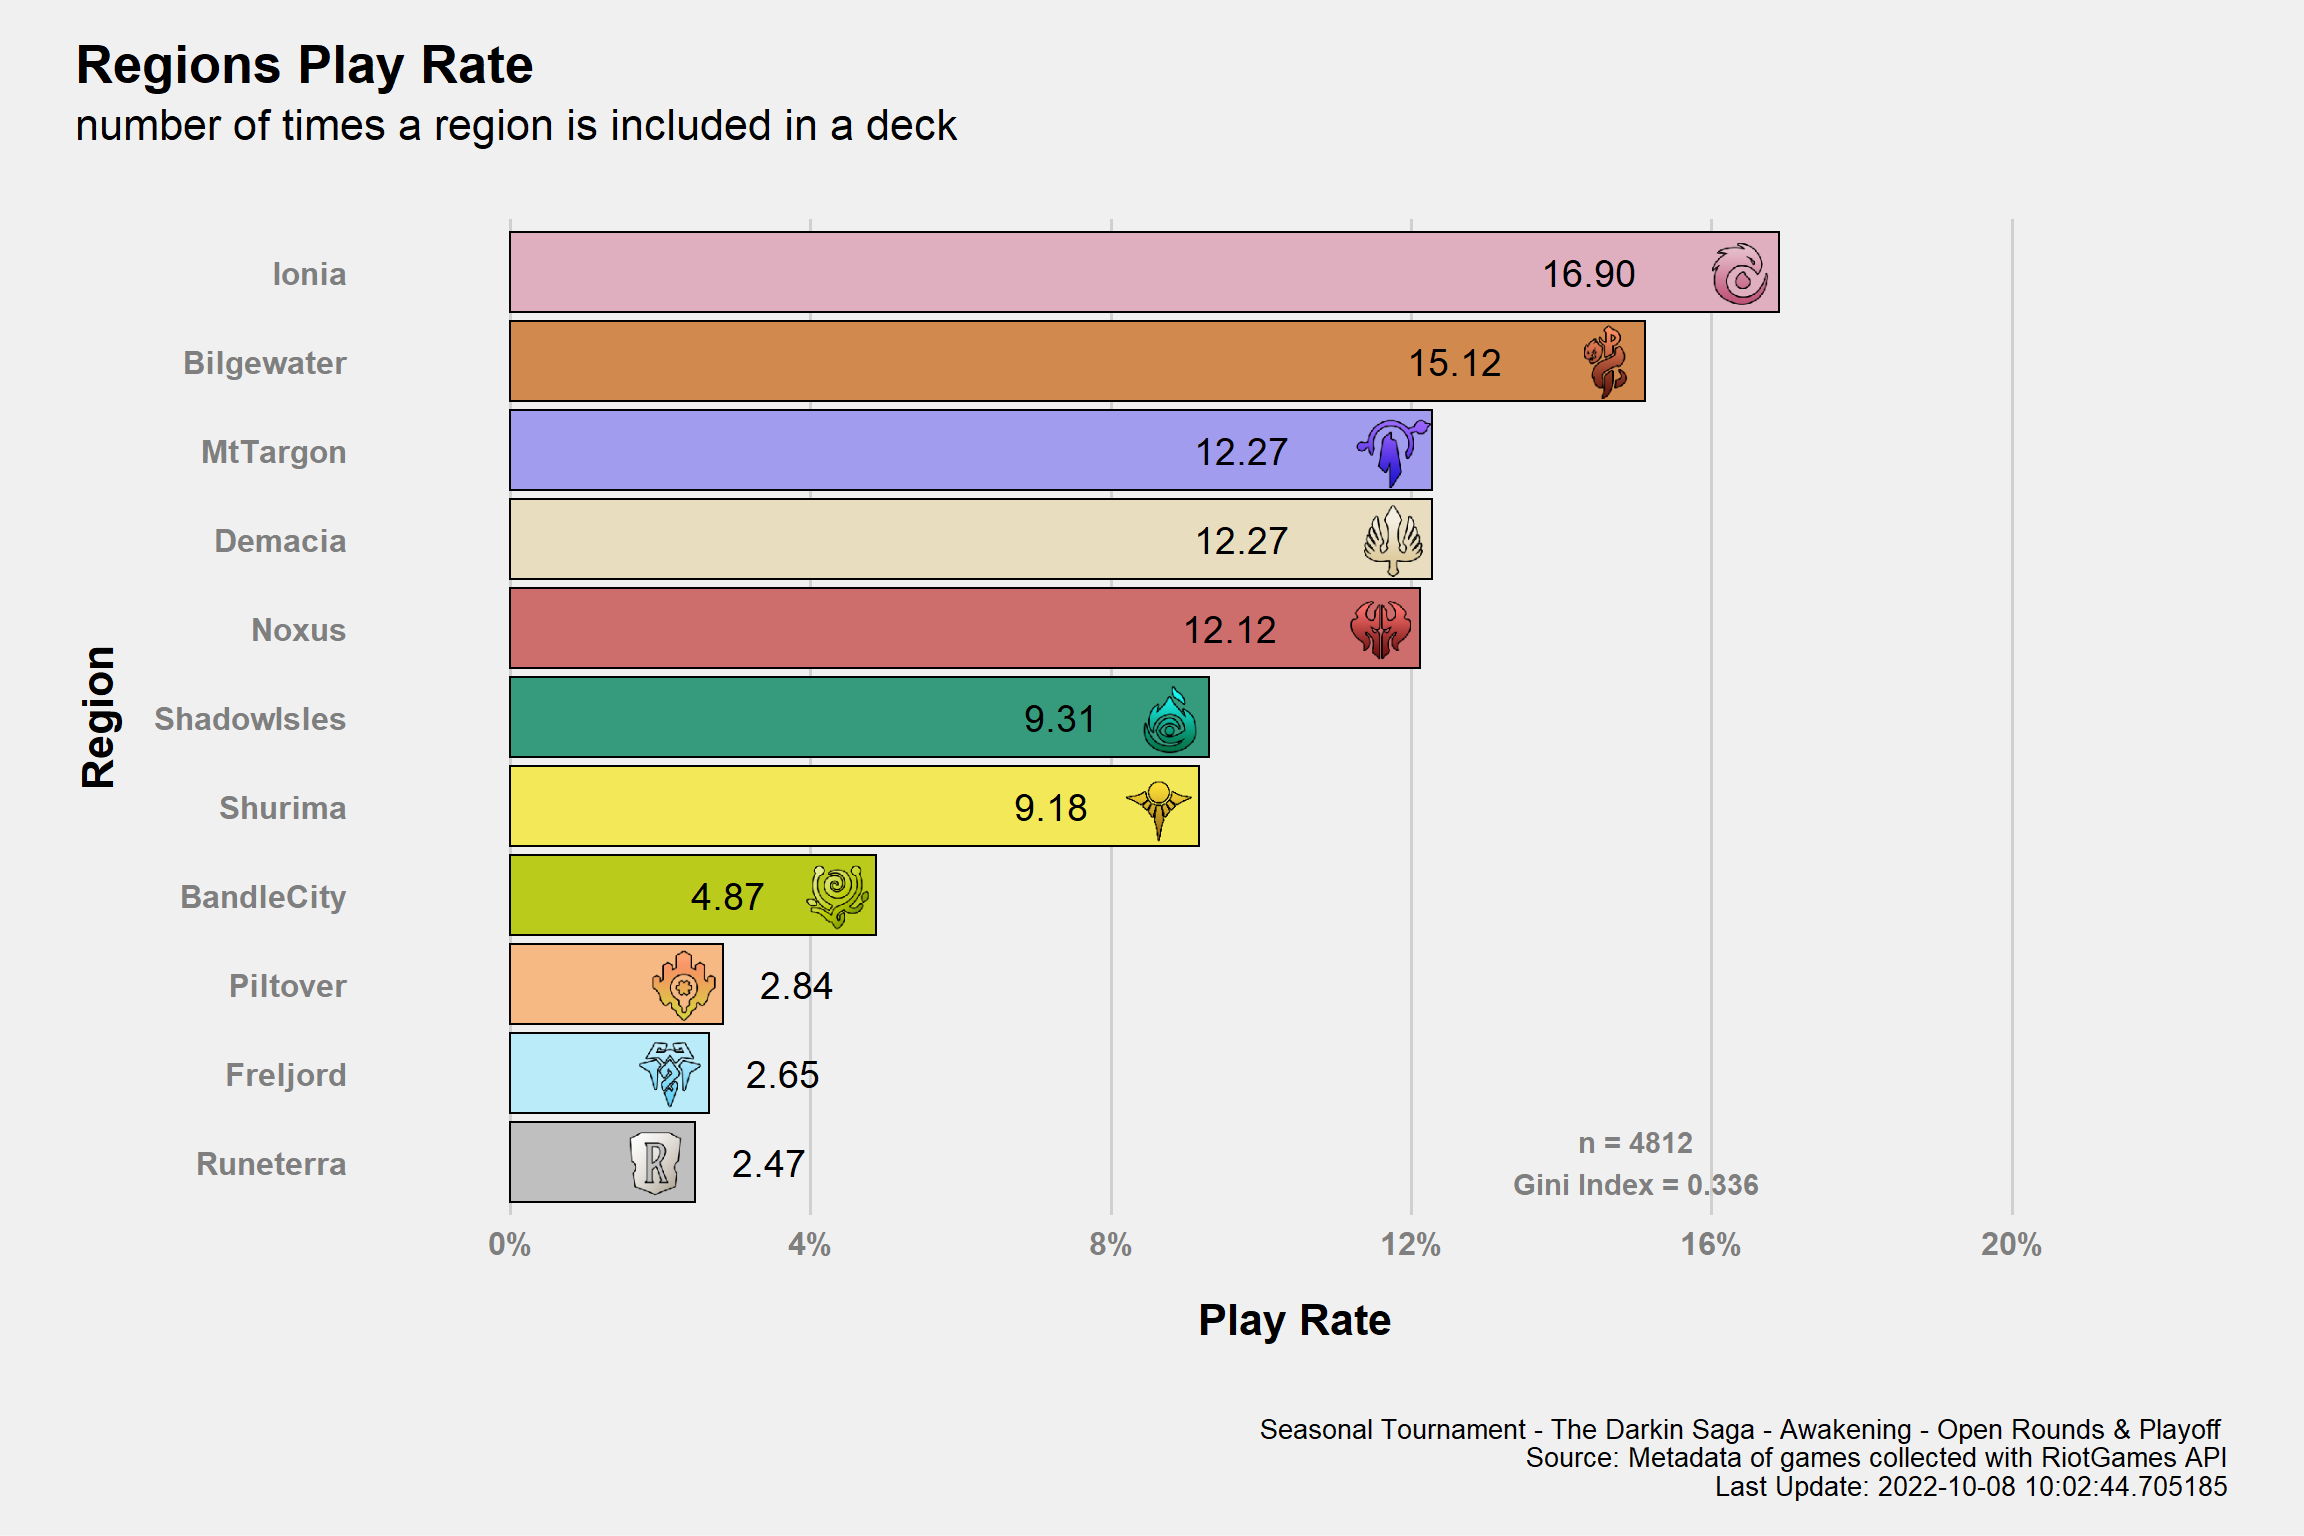 Regions Play Rate
number of times a region is included in a deck
Region
Ionia 16.90
Bilgewater 15.12 P
MtTargon 12.27
Demacia 12.27
Noxus 12.12
ShadowIsles 9.31
Shurima 9.18
BandleCity 4.87
Piltover 2.84
Freljord 2.65
Runeterra R 2.47
n = 4812
Gini Index = 0.336
0% 4% 8% 12% 16% 20%
Play Rate
Seasonal Tournament - The Darkin Saga - Awakening - Open Rounds & Playoff
Source: Metadata of games collected with RiotGames API
Last Update: 2022-10-08 10:02:44.705185